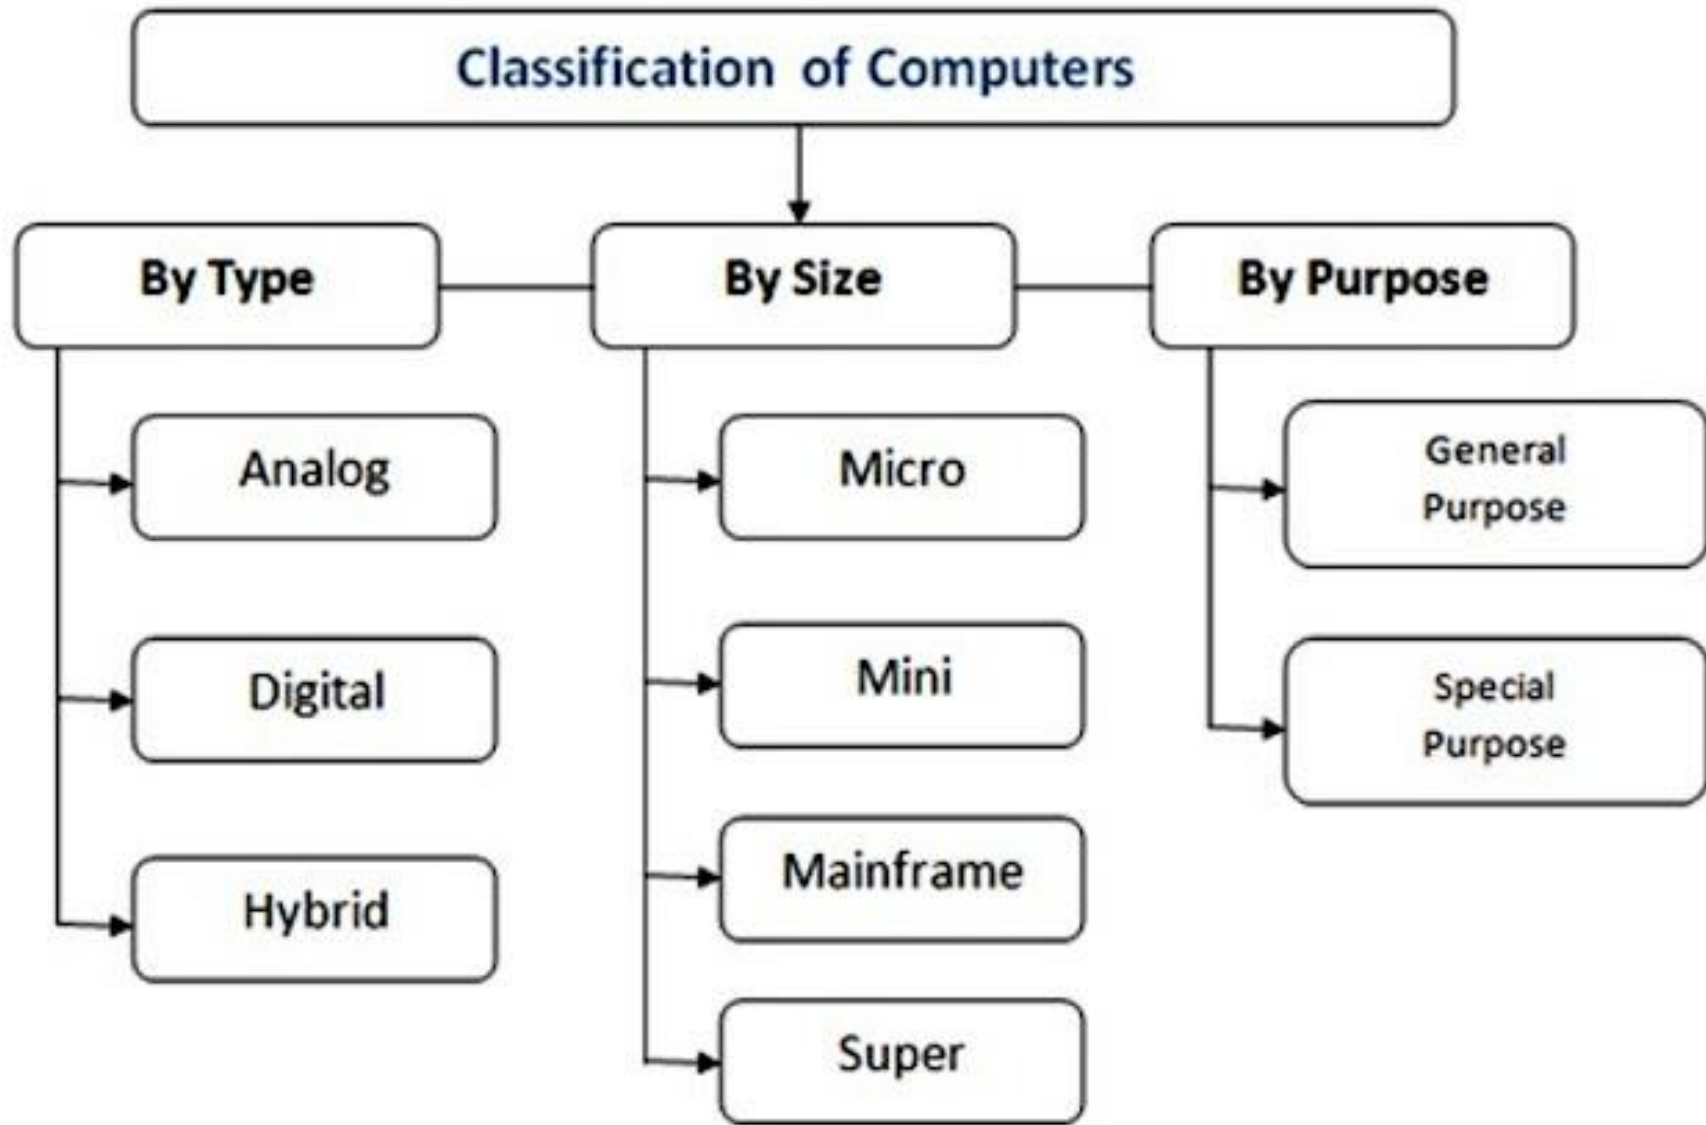 Classification of Computers
By Type
By Size
By Purpose
Analog
Digital
Hybrid
Micro
Mini
Mainframe
Super
General
Purpose
Special
Purpose